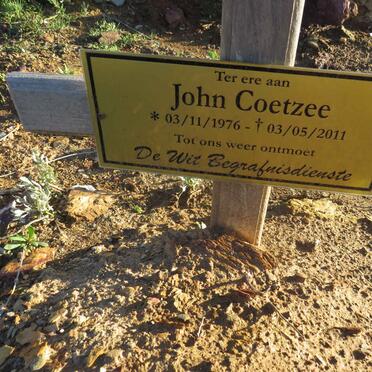 Ter ere aan
John Coetzee
* 03/11/1976 - † 03/05/2011
Tot ons weer ontmoet
De Wit Begrafnisdienste